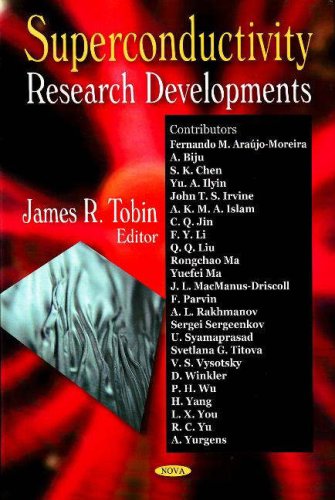 Superconductivity
Research Developments
James R. Tobin
Editor
Contributors
Fernando M. Araújo-Moreira
A. Biju
S. K. Chen
Yu. A. Ilyin
John T. S. Irvine
A. K. M. A. Islam
C. Q. Jin
F. Y. Li
Q. Q. Liu
Rongchao Ma
Yuefei Ma
J. L. MacManus-Driscoll
F. Parvin
A. L. Rakhmanov
Sergei Sergeenkov
U. Syamaprasad
Svetlana G. Titova
V. S. Vysotsky
D. Winkler
P. H. Wu
H. Yang
L. X. You
R. C. Yu
A. Yurgens
NOVA